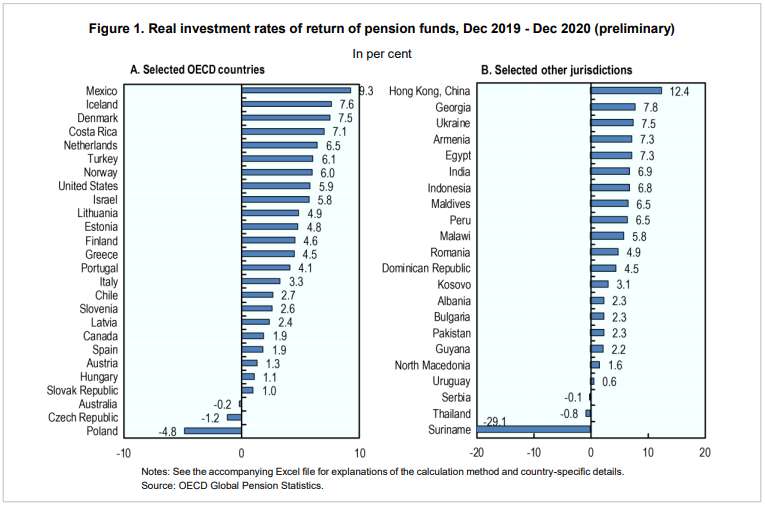 Figure 1. Real investment rates of return of pension funds, Dec 2019 - Dec 2020 (preliminary)
In per cent
A. Selected OECD countries
Mexico 9.3
Iceland 7.6
Denmark 7.5
Costa Rica 7.1
Netherlands 6.5
Turkey 6.1
Norway 6.0
United States 5.9
Israel 5.8
Lithuania 4.9
Estonia 4.8
Finland 4.6
Greece 4.5
Portugal 4.1
Italy 3.3
Chile 2.7
Slovenia 2.6
Latvia 2.4
Canada 1.9
Spain 1.9
Austria 1.3
Hungary 1.1
Slovak Republic 1.0
Australia -0.2
Czech Republic -1.2
Poland -4.8
-10 0 10
B. Selected other jurisdictions
Hong Kong, China 12.4
Georgia 7.8
Ukraine 7.5
Armenia 7.3
Egypt 7.3
India 6.9
Indonesia 6.8
Maldives 6.5
Peru 6.5
Malawi 5.8
Romania 4.9
Dominican Republic 4.5
Kosovo 3.1
Albania 2.3
Bulgaria 2.3
Pakistan 2.3
Guyana 2.2
North Macedonia 1.6
Uruguay 0.6
Serbia -0.1
Thailand -0.8
Suriname -29.1
-20 -10 0 10 20
Notes: See the accompanying Excel file for explanations of the calculation method and country-specific details.
Source: OECD Global Pension Statistics.